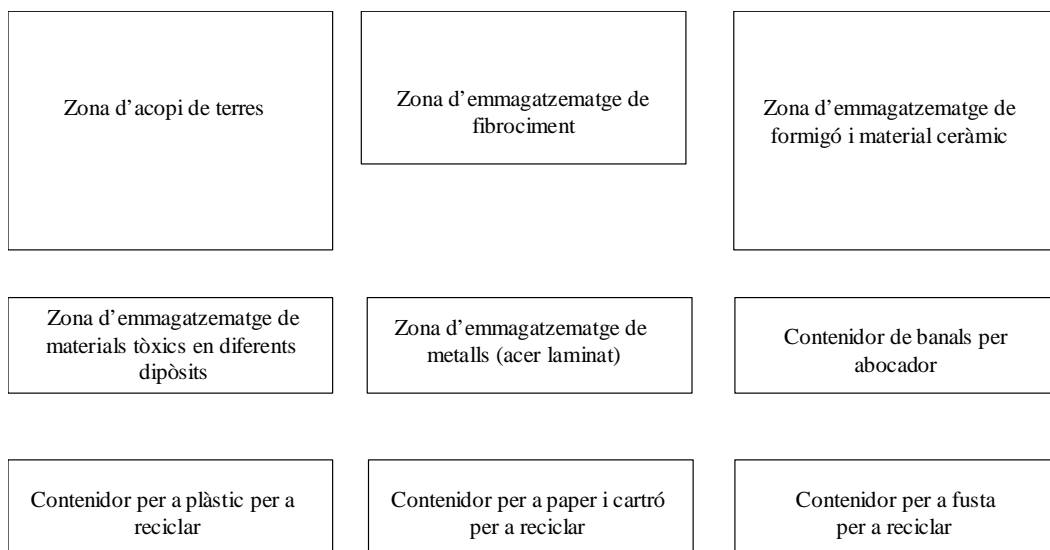 Zona d'acopi de terres
Zona d'emmagatzematge de
fibrociment
Zona d'emmagatzematge de
formigó i material ceràmic
Zona d'emmagatzematge de
materials tòxics en diferents
dipòsits
Zona d'emmagatzematge de
metalls (acer laminat)
Contenidor de banals per
abocador
Contenidor per a plàstic per a
reciclar
Contenidor per a paper i cartró
per a reciclar
Contenidor per a fusta
per a reciclar